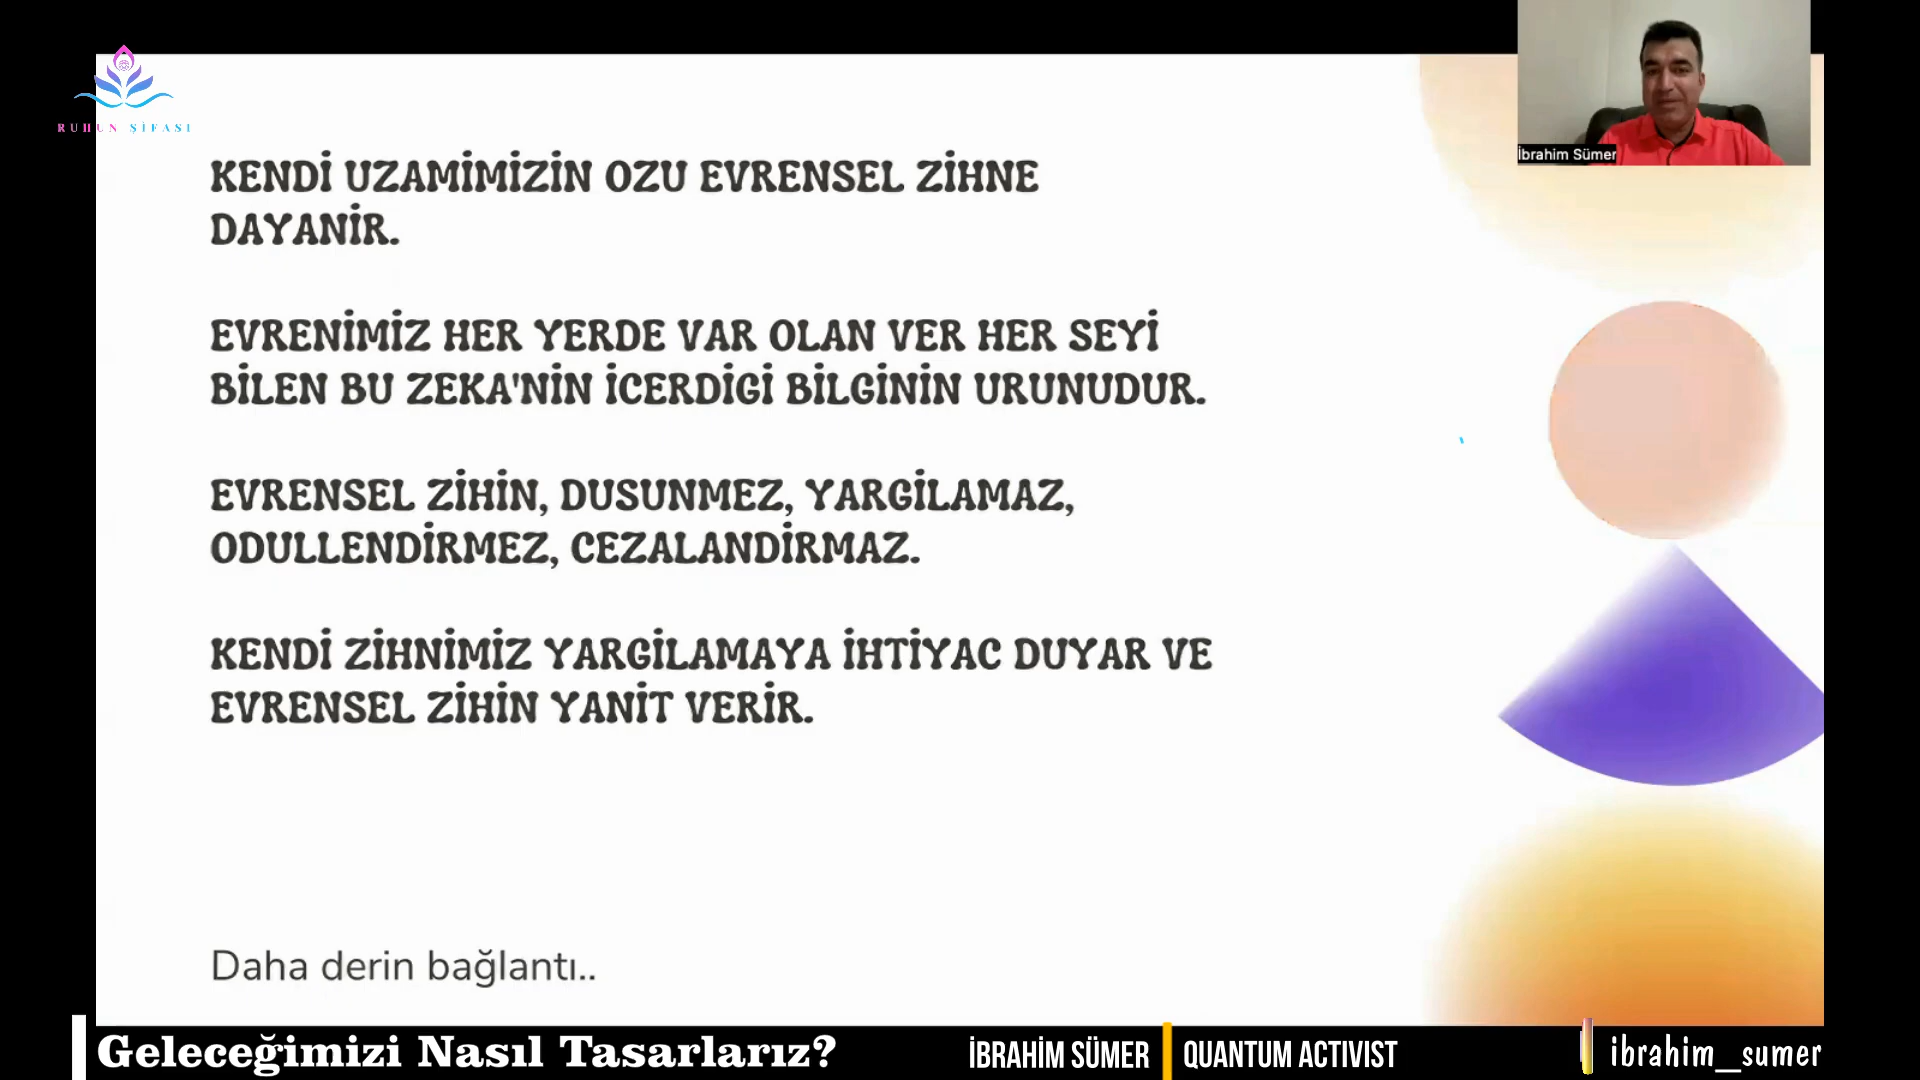 RUHUN ŞİFASI
İbrahim Sümer
KENDİ UZAMİMİZİN OZU EVRENSEL ZİHNE
DAYANİR.
EVRENİMİZ HER YERDE VAR OLAN VER HER SEYİ
BİLEN BU ZEKA'NİN İCERDİGİ BİLGİNİN URUNUDUR.
EVRENSEL ZİHİN, DUSUNMEZ, YARGİLAMAZ,
ODULLENDİRMEZ, CEZALANDİRMAZ.
KENDİ ZİHNİMİZ YARGİLAMAYA İHTİYAC DUYAR VE
EVRENSEL ZİHİN YANİT VERİR.
Daha derin bağlantı..
Geleceğimizi Nasıl Tasarlarız?
İBRAHİM SÜMER
QUANTUM ACTIVIST
ibrahim_sumer